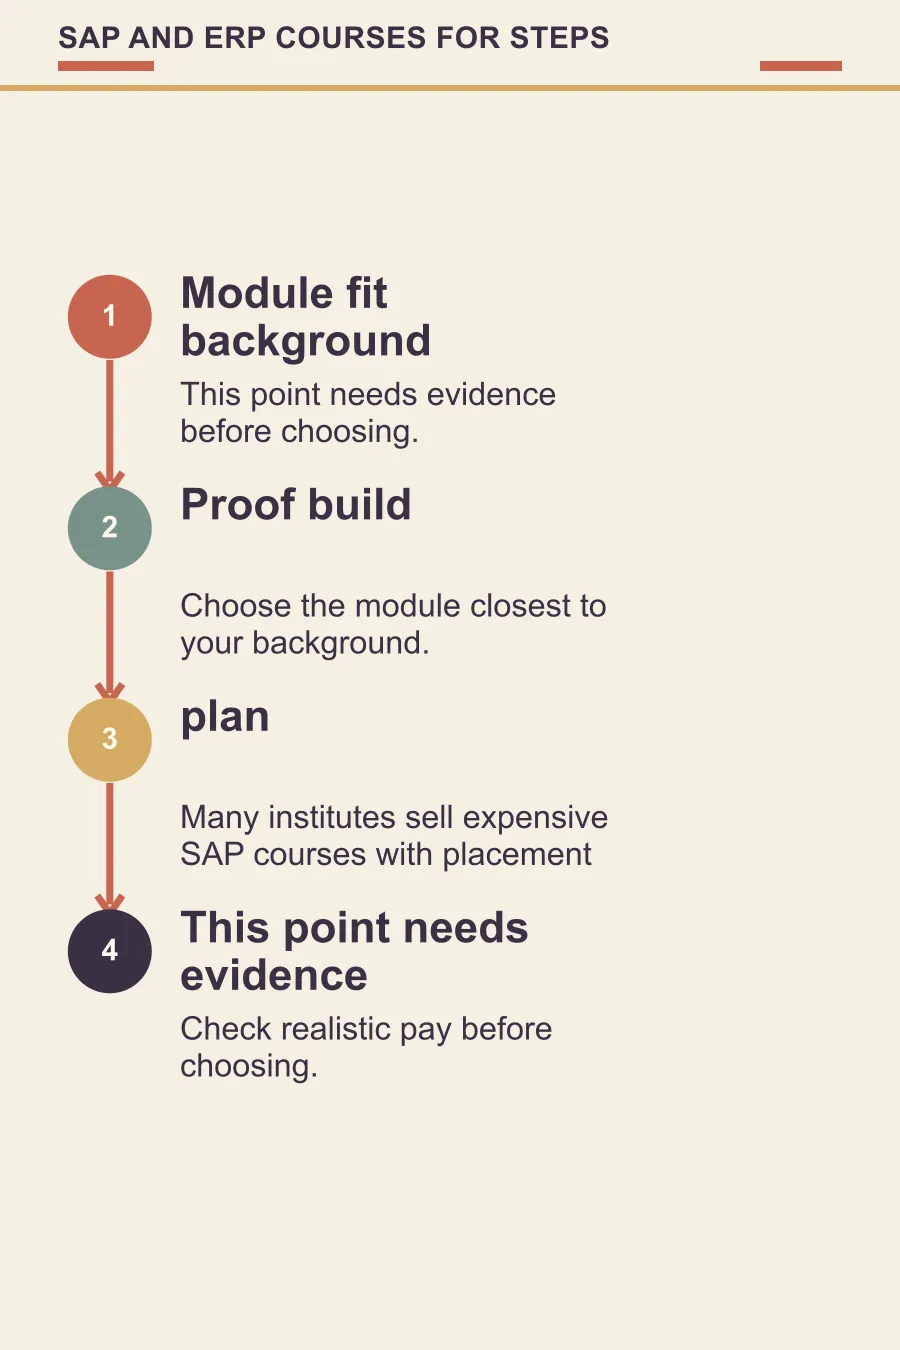 SAP AND ERP COURSES FOR STEPS
1
Module fit
background
This point needs evidence
before choosing.
2
Proof build
Choose the module closest to
your background.
3
plan
Many institutes sell expensive
SAP courses with placement
4
This point needs
evidence
Check realistic pay before
choosing.